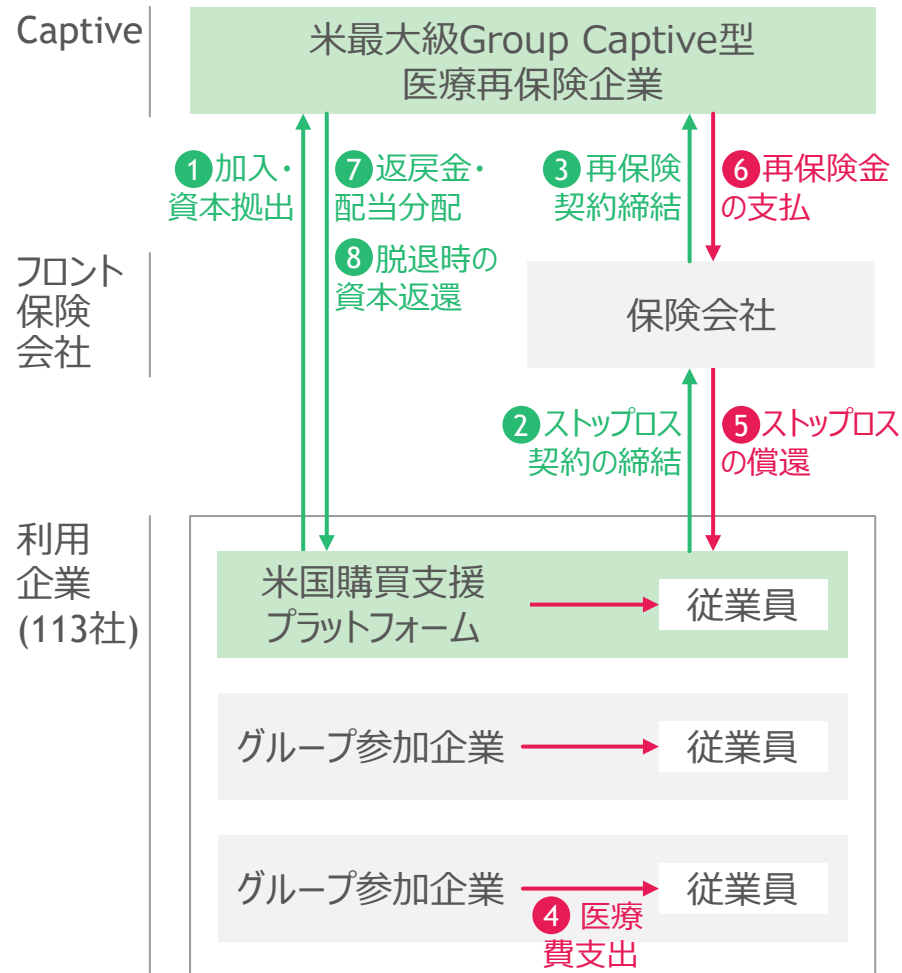 Captive
米最大級Group Captive型
医療再保険企業
1 加入・
資本拠出
7 返戻金・
配当分配
8 脱退時の
資本返還
3 再保険
契約締結
6 再保険金
の支払
フロント
保険
会社
保険会社
2 ストップロス
契約の締結
5 ストップロス
の償還
利用
企業
(113社)
米国購買支援
プラットフォーム
従業員
グループ参加企業
従業員
グループ参加企業
従業員
4 医療
費支出